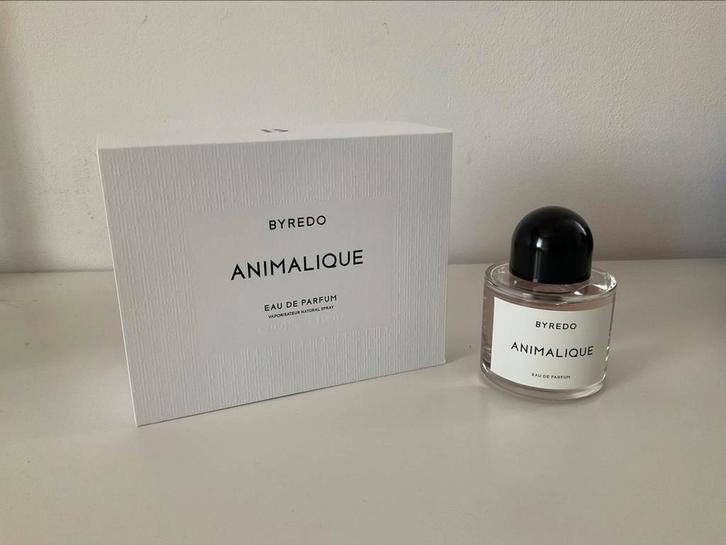 BYREDO
ANIMALIQUE
EAU DE PARFUM
VAPORISATEUR NATURAL SPRAY
BYREDO
ANIMALIQUE
EAU DE PARFUM